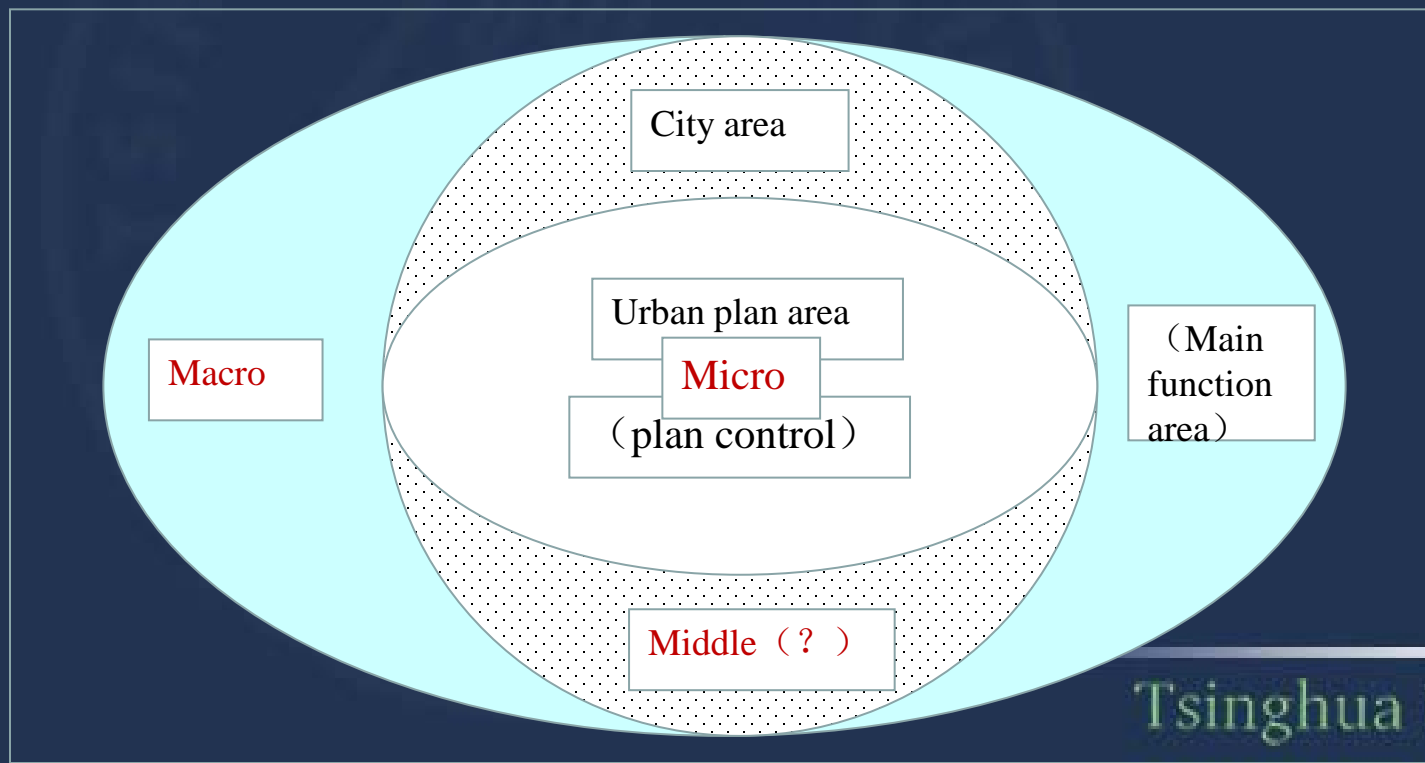 City area
Urban plan area
Micro
（plan control）
Macro
（Main
function
area）
Middle（？）
Tsinghua